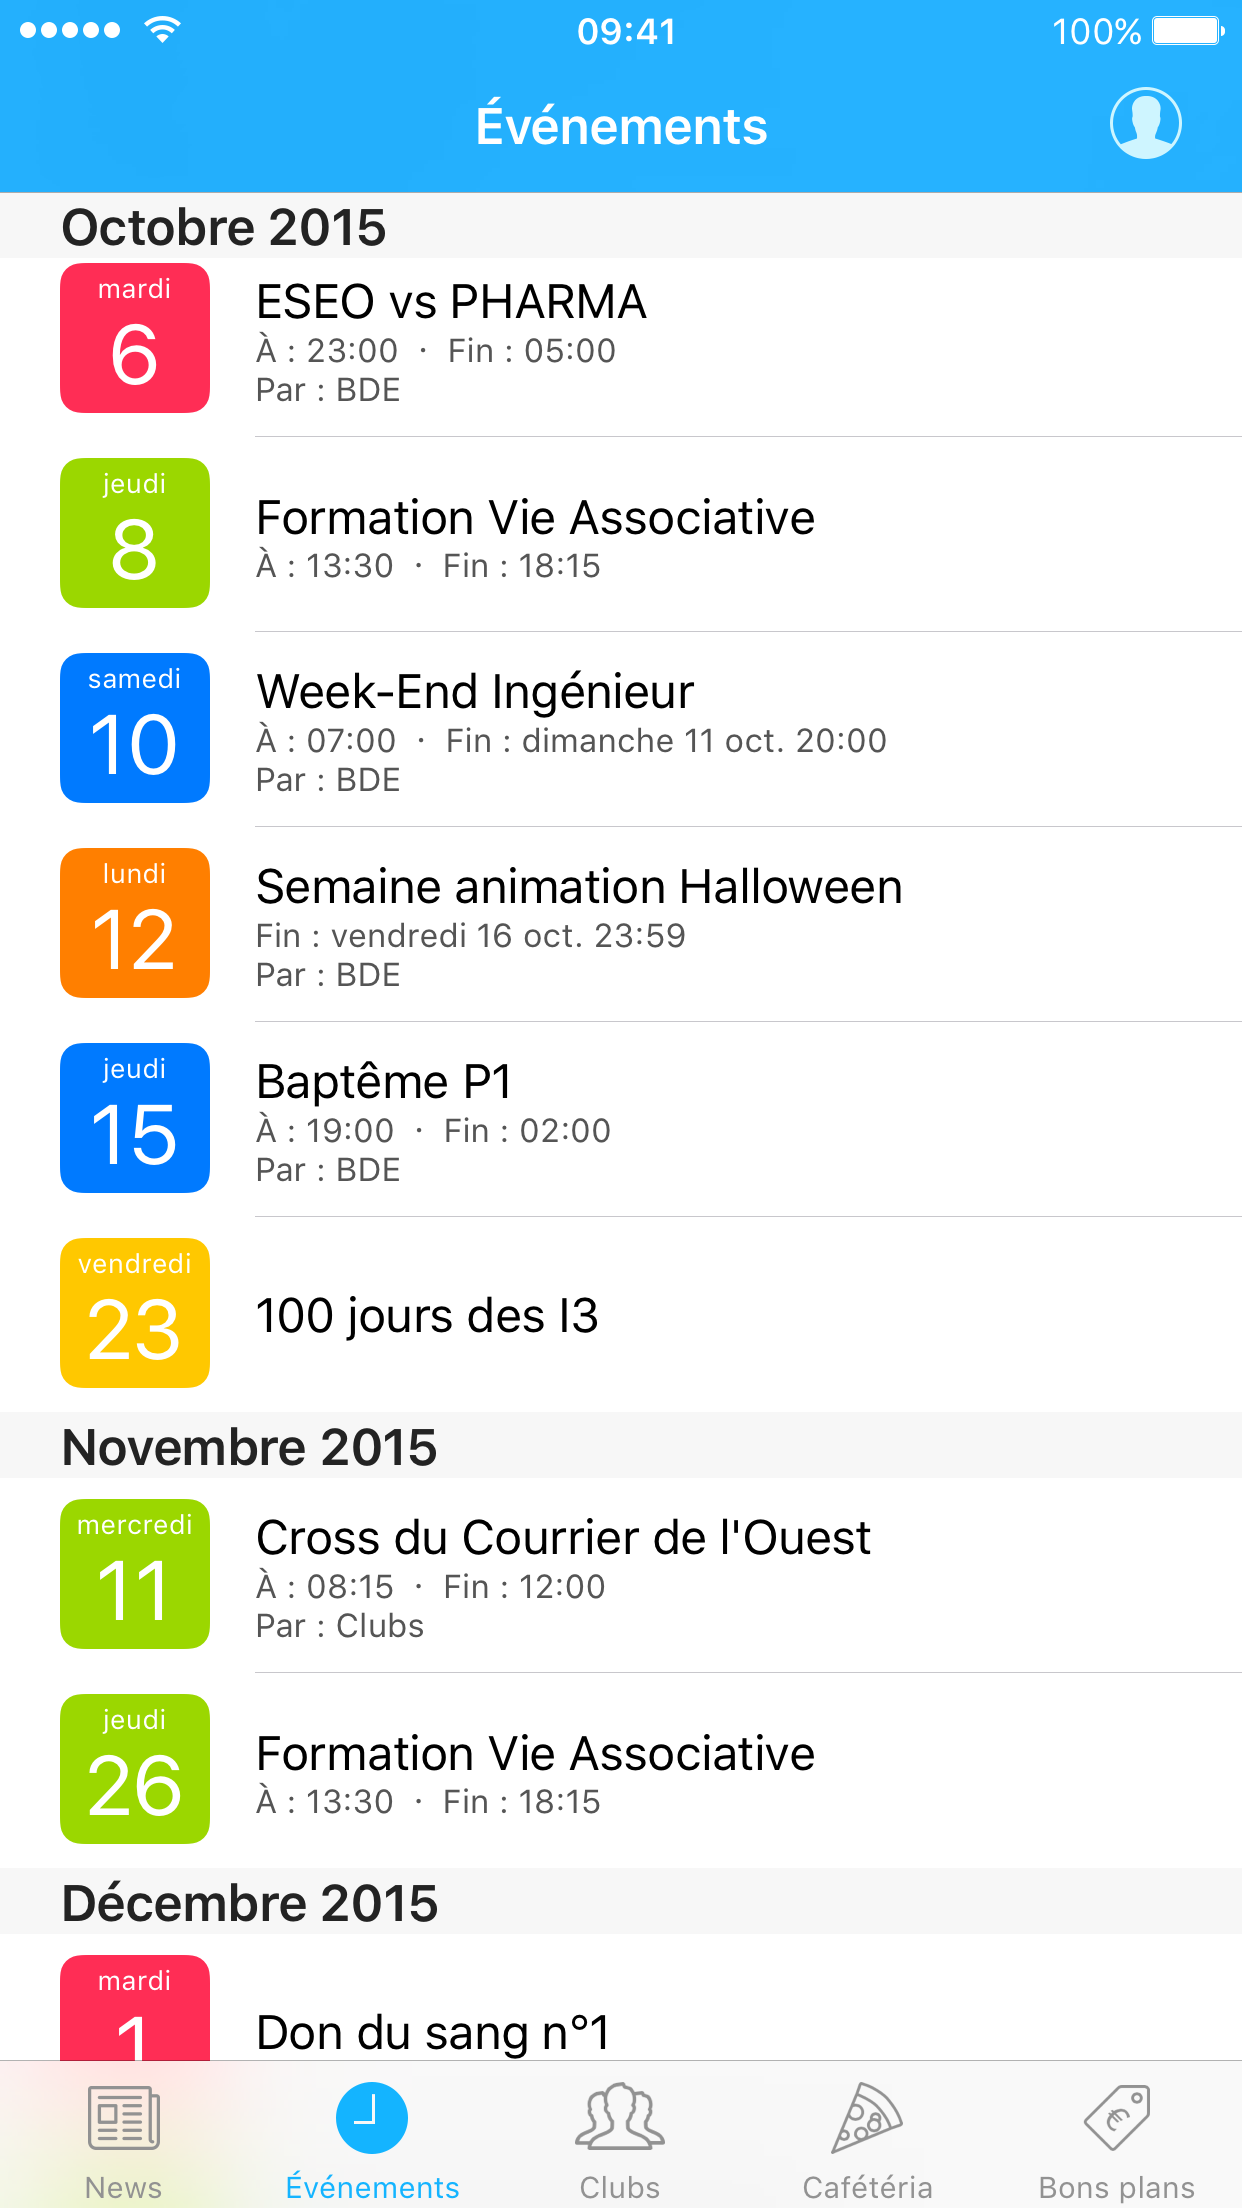 09:41
100%
Événements
Octobre 2015
mardi
6
ESEO vs PHARMA
À : 23:00 · Fin : 05:00
Par : BDE
jeudi
8
Formation Vie Associative
À : 13:30 · Fin : 18:15
samedi
10
Week-End Ingénieur
À : 07:00 · Fin : dimanche 11 oct. 20:00
Par : BDE
lundi
12
Semaine animation Halloween
Fin : vendredi 16 oct. 23:59
Par : BDE
jeudi
15
Baptême P1
À : 19:00 · Fin : 02:00
Par : BDE
vendredi
23
100 jours des I3
Novembre 2015
mercredi
11
Cross du Courrier de l'Ouest
À : 08:15 · Fin : 12:00
Par : Clubs
jeudi
26
Formation Vie Associative
À : 13:30 · Fin : 18:15
Décembre 2015
mardi
1
Don du sang n°1
News
Événements
Clubs
Cafétéria
Bons plans